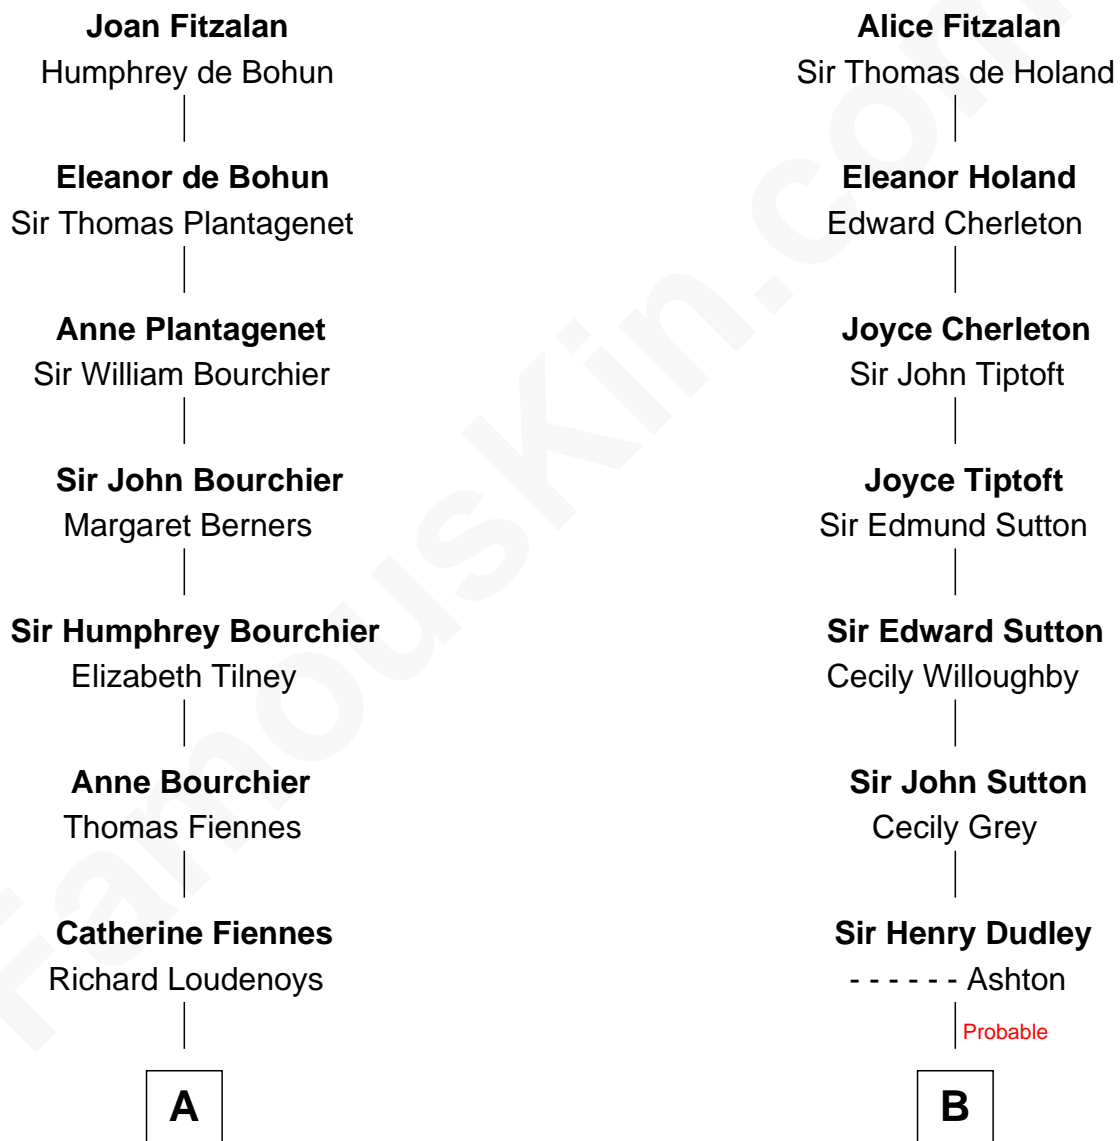 Joan Fitzalan
Humphrey de Bohun
Eleanor de Bohun
Sir Thomas Plantagenet
Anne Plantagenet
Sir William Bourchier
Sir John Bourchier
Margaret Berners
Sir Humphrey Bourchier
Elizabeth Tilney
Anne Bourchier
Thomas Fiennes
Catherine Fiennes
Richard Loudenoys
A
Alice Fitzalan
Sir Thomas de Holand
Eleanor Holand
Edward Cherleton
Joyce Cherleton
Sir John Tiptoft
Joyce Tiptoft
Sir Edmund Sutton
Sir Edward Sutton
Cecily Willoughby
Sir John Sutton
Cecily Grey
Sir Henry Dudley
- - - - - - Ashton
Probable
B
FamousKin.com